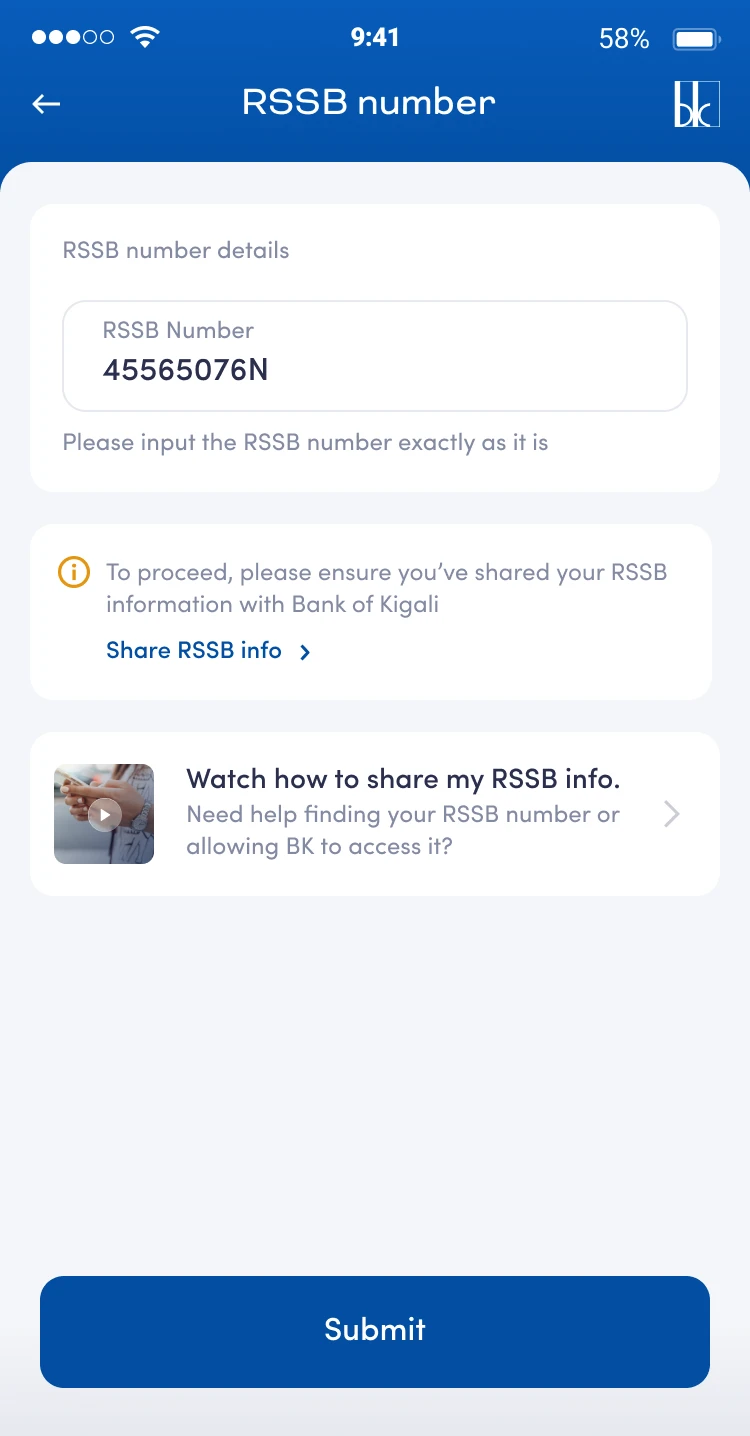 9:41
58%
RSSB number
bk
RSSB number details
RSSB Number
45565076N
Please input the RSSB number exactly as it is
To proceed, please ensure you’ve shared your RSSB
information with Bank of Kigali
Share RSSB info
Watch how to share my RSSB info.
Need help finding your RSSB number or
allowing BK to access it?
Submit